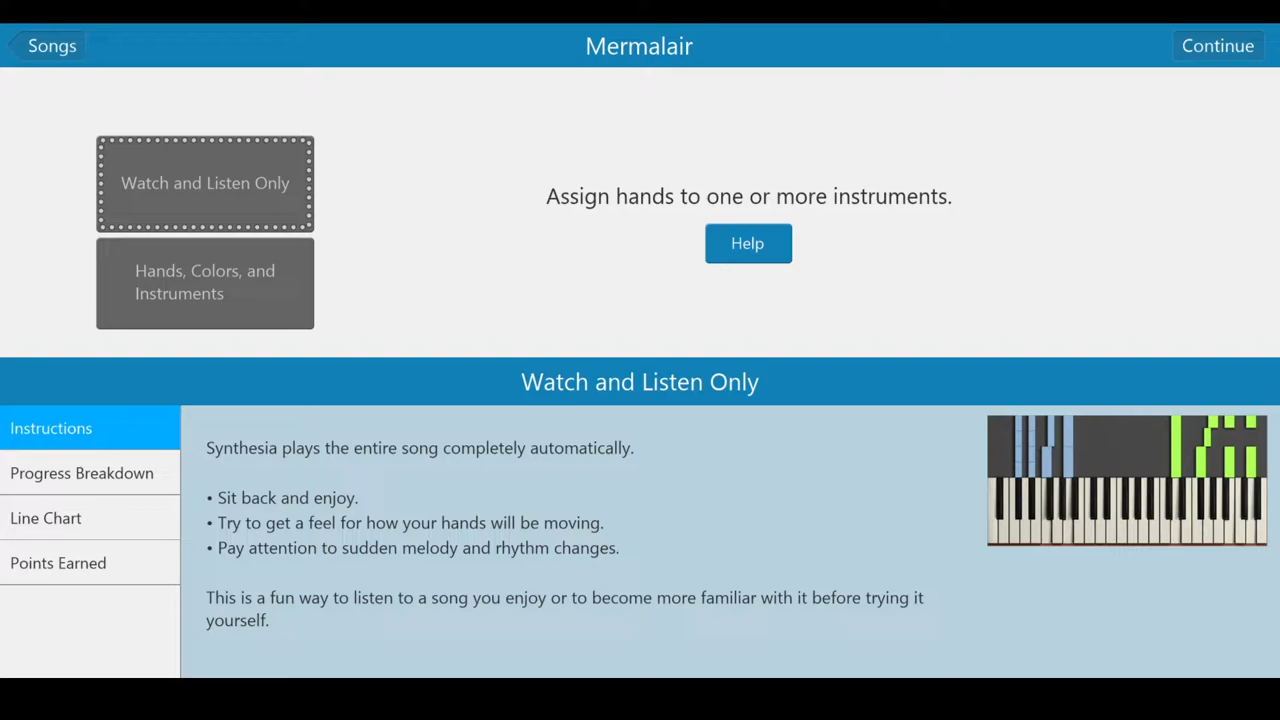 Songs
Mermalair
Continue
Watch and Listen Only
Hands, Colors, and
Instruments
Assign hands to one or more instruments.
Help
Watch and Listen Only
Instructions
Progress Breakdown
Line Chart
Points Earned
Synthesia plays the entire song completely automatically.
• Sit back and enjoy.
• Try to get a feel for how your hands will be moving.
• Pay attention to sudden melody and rhythm changes.
This is a fun way to listen to a song you enjoy or to become more familiar with it before trying it
yourself.